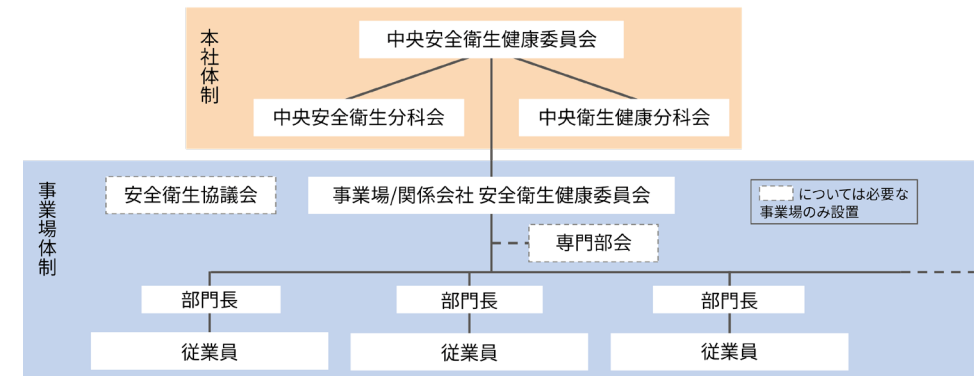 本社体制
中央安全衛生健康委員会
中央安全衛生分科会
中央衛生健康分科会
事業場体制
安全衛生協議会
事業場/関係会社 安全衛生健康委員会
については必要な
事業場のみ設置
専門部会
部門長
部門長
部門長
従業員
従業員
従業員